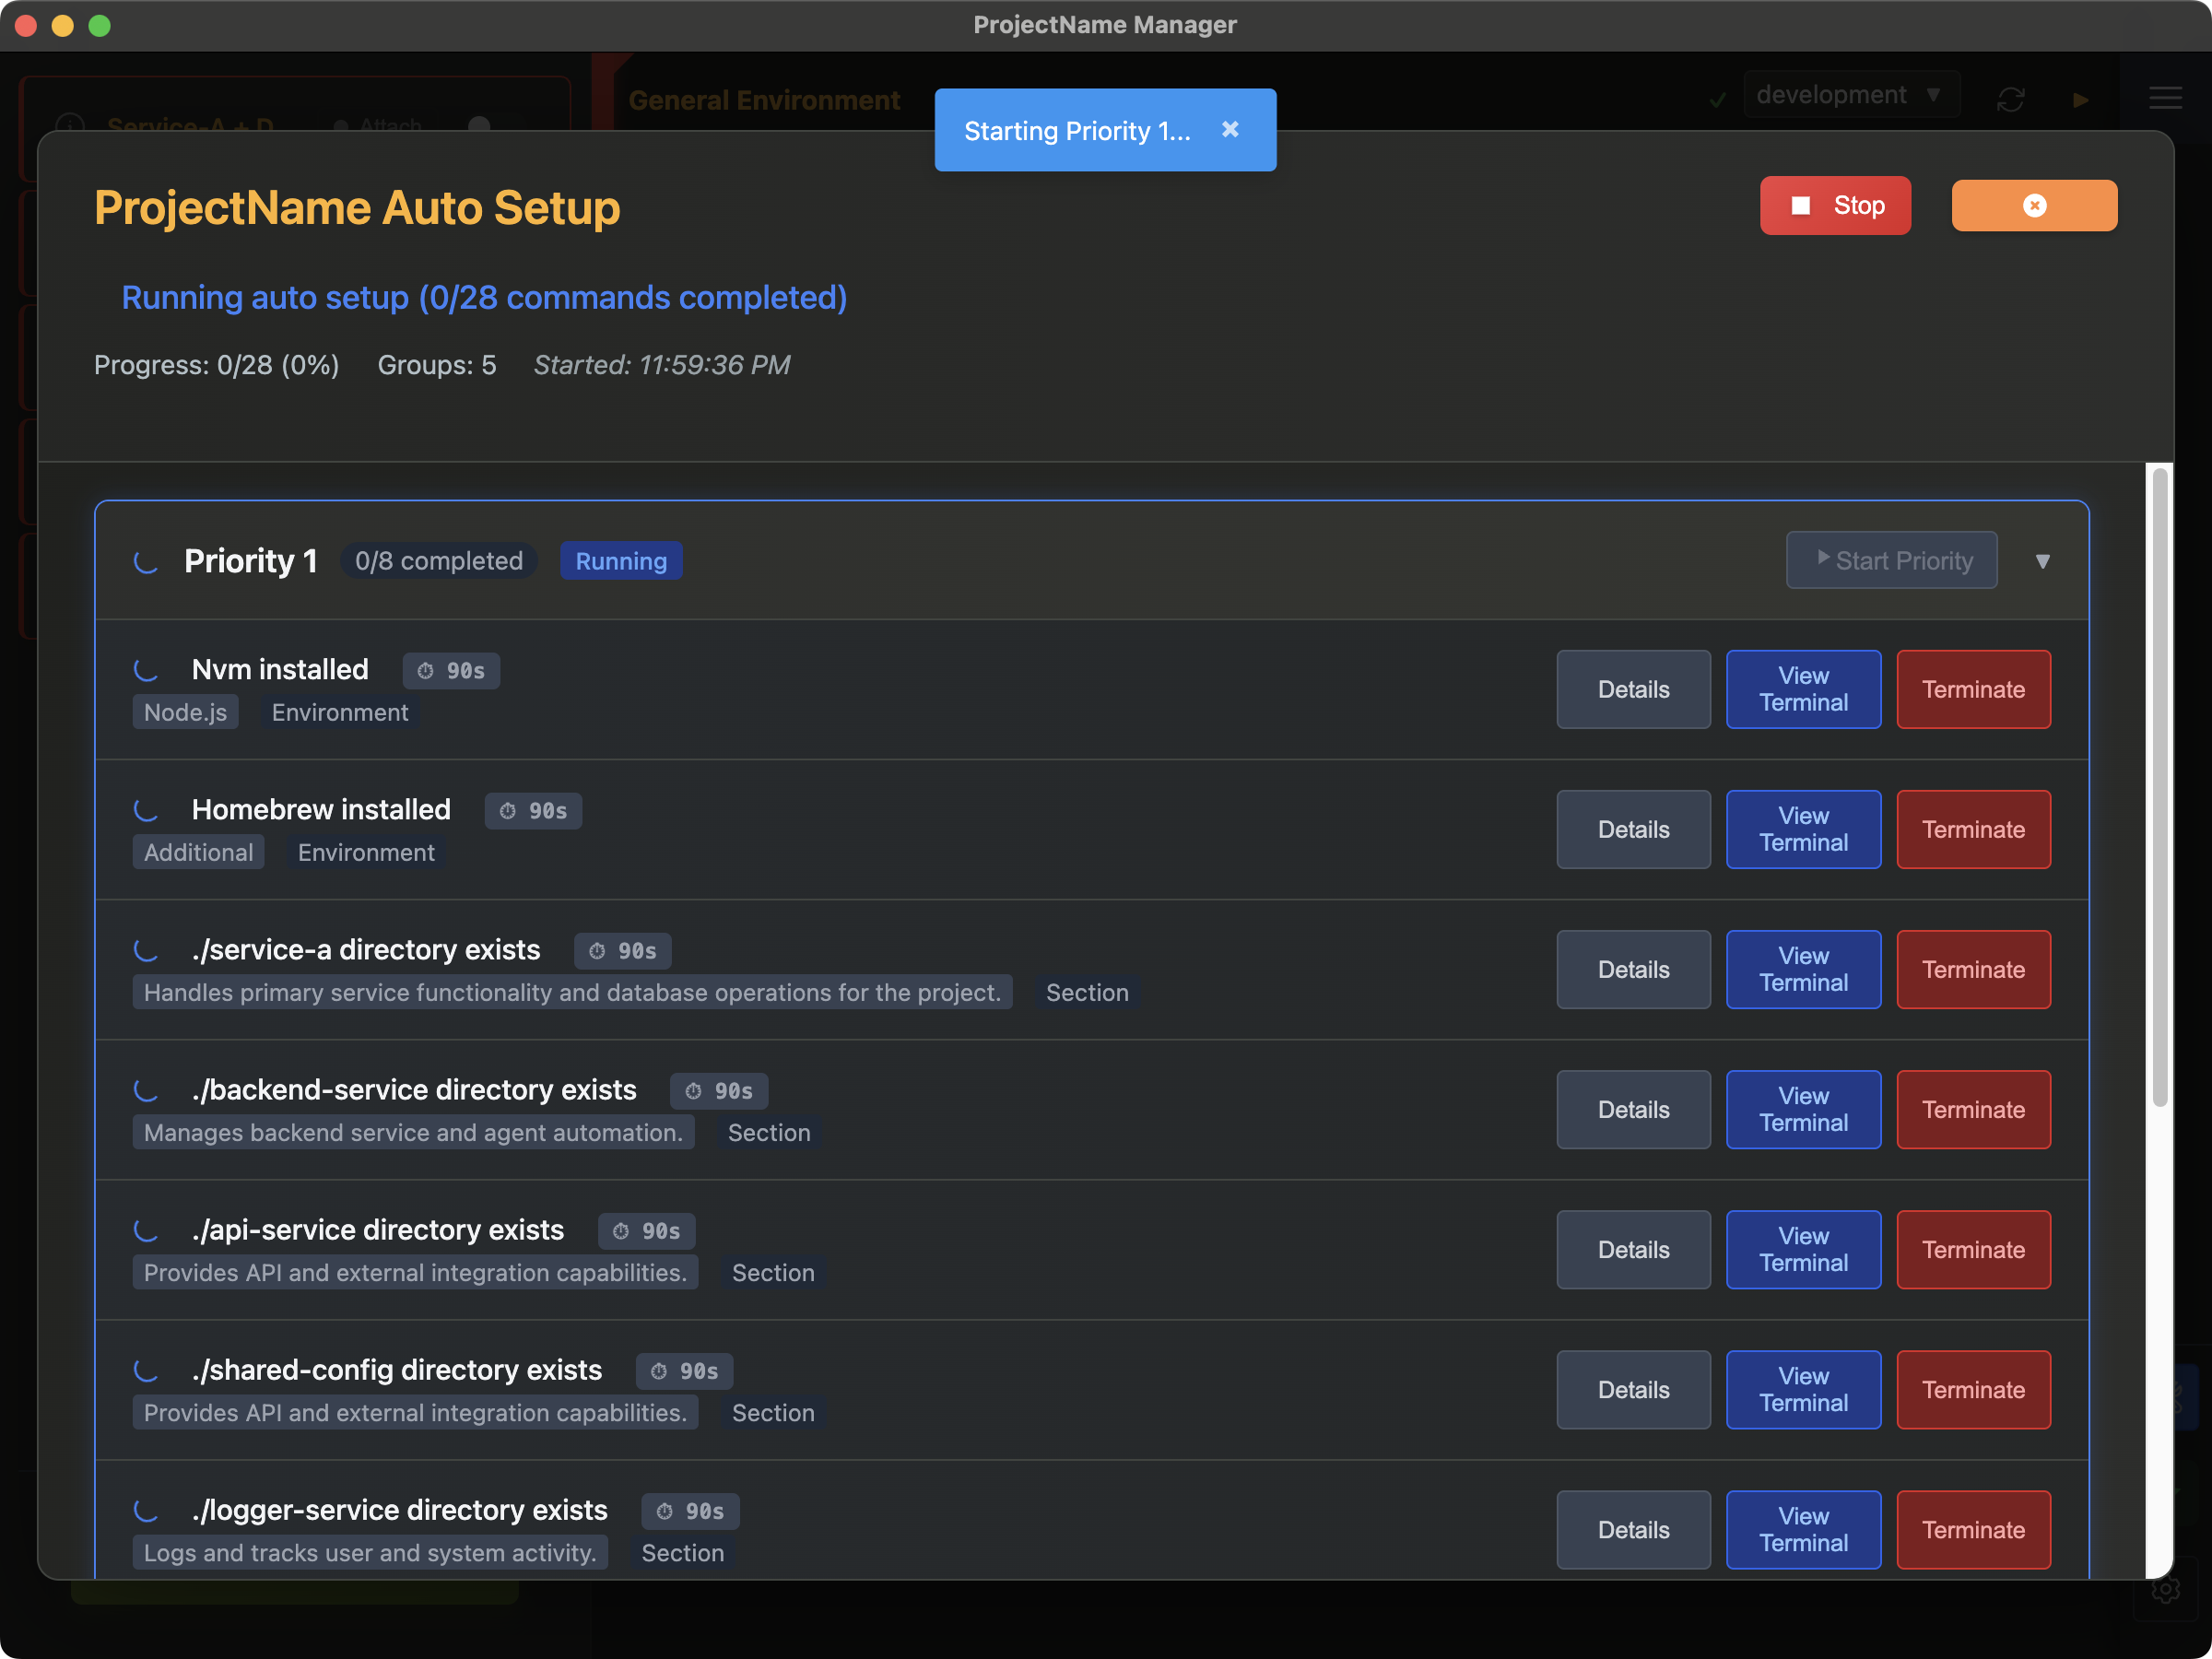 ProjectName Manager
Service-A + D Attach
General Environment
development
Starting Priority 1...
ProjectName Auto Setup
Stop
Running auto setup (0/28 commands completed)
Progress: 0/28 (0%) Groups: 5 Started: 11:59:36 PM
Priority 1 0/8 completed Running Start Priority
Nvm installed 90s
Node.js Environment
Details View Terminal Terminate
Homebrew installed 90s
Additional Environment
Details View Terminal Terminate
./service-a directory exists 90s
Handles primary service functionality and database operations for the project. Section
Details View Terminal Terminate
./backend-service directory exists 90s
Manages backend service and agent automation. Section
Details View Terminal Terminate
./api-service directory exists 90s
Provides API and external integration capabilities. Section
Details View Terminal Terminate
./shared-config directory exists 90s
Provides API and external integration capabilities. Section
Details View Terminal Terminate
./logger-service directory exists 90s
Logs and tracks user and system activity. Section
Details View Terminal Terminate